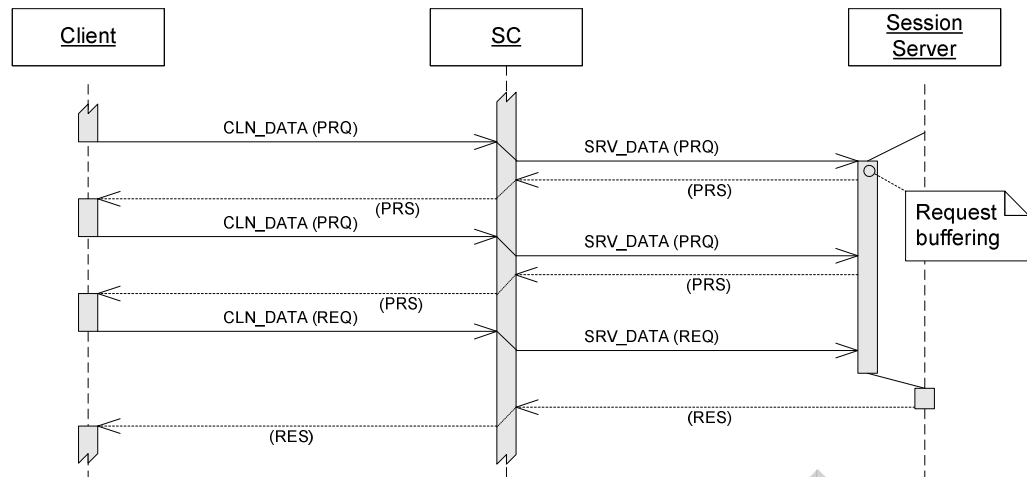 Client
SC
Session
Server
CLN_DATA (PRQ)
SRV_DATA (PRQ)
(PRS)
(PRS)
Request
buffering
CLN_DATA (PRQ)
SRV_DATA (PRQ)
(PRS)
(PRS)
CLN_DATA (REQ)
SRV_DATA (REQ)
(RES)
(RES)